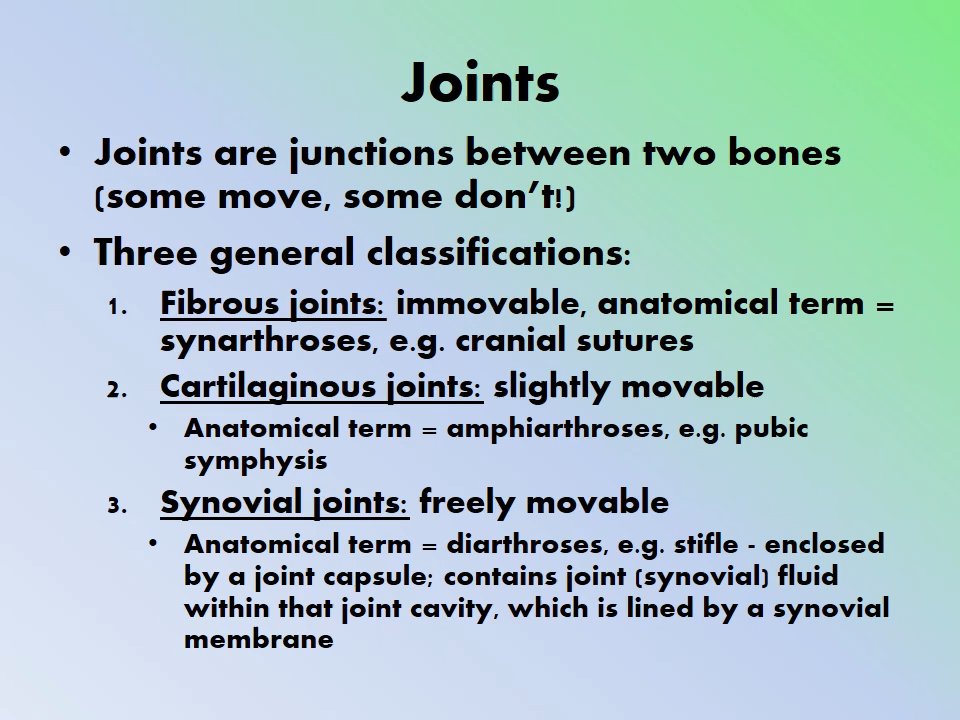 Joints
• Joints are junctions between two bones
(some move, some don’t!)
• Three general classifications:
1. Fibrous joints: immovable, anatomical term =
synarthroses, e.g. cranial sutures
2. Cartilaginous joints: slightly movable
• Anatomical term = amphiarthroses, e.g. pubic
symphysis
3. Synovial joints: freely movable
• Anatomical term = diarthroses, e.g. stifle - enclosed
by a joint capsule; contains joint (synovial) fluid
within that joint cavity, which is lined by a synovial
membrane